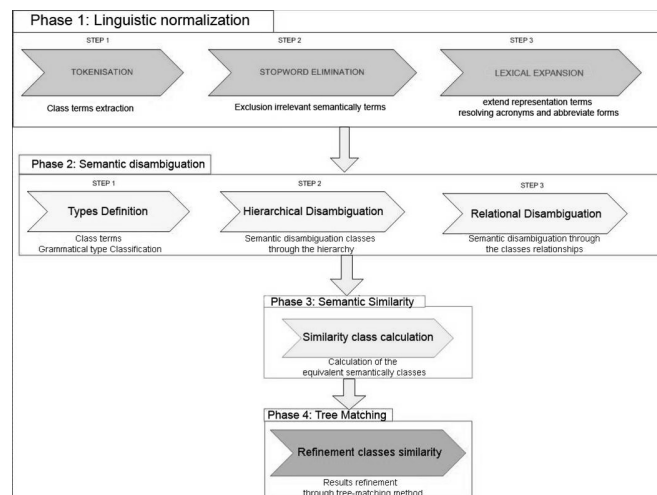 Phase 1: Linguistic normalization
STEP 1
STEP 2
STEP 3
TOKENISATION
STOPWORD ELIMINATION
LEXICAL EXPANSION
Class terms extraction
Exclusion irrelevant semantically terms
extend representation terms
resolving acronyms and abbreviate forms
Phase 2: Semantic disambiguation
STEP 1
STEP 2
STEP 3
Types Definition
Hierarchical Disambiguation
Relational Disambiguation
Class terms
Grammatical type Classification
Semantic disambiguation classes
through the hierarchy
Semantic disambiguation through
the classes relationships
Phase 3: Semantic Similarity
Similarity class calculation
Calculation of the
equivalent semantically classes
Phase 4: Tree Matching
Refinement classes similarity
Results refinement
through tree-matching method